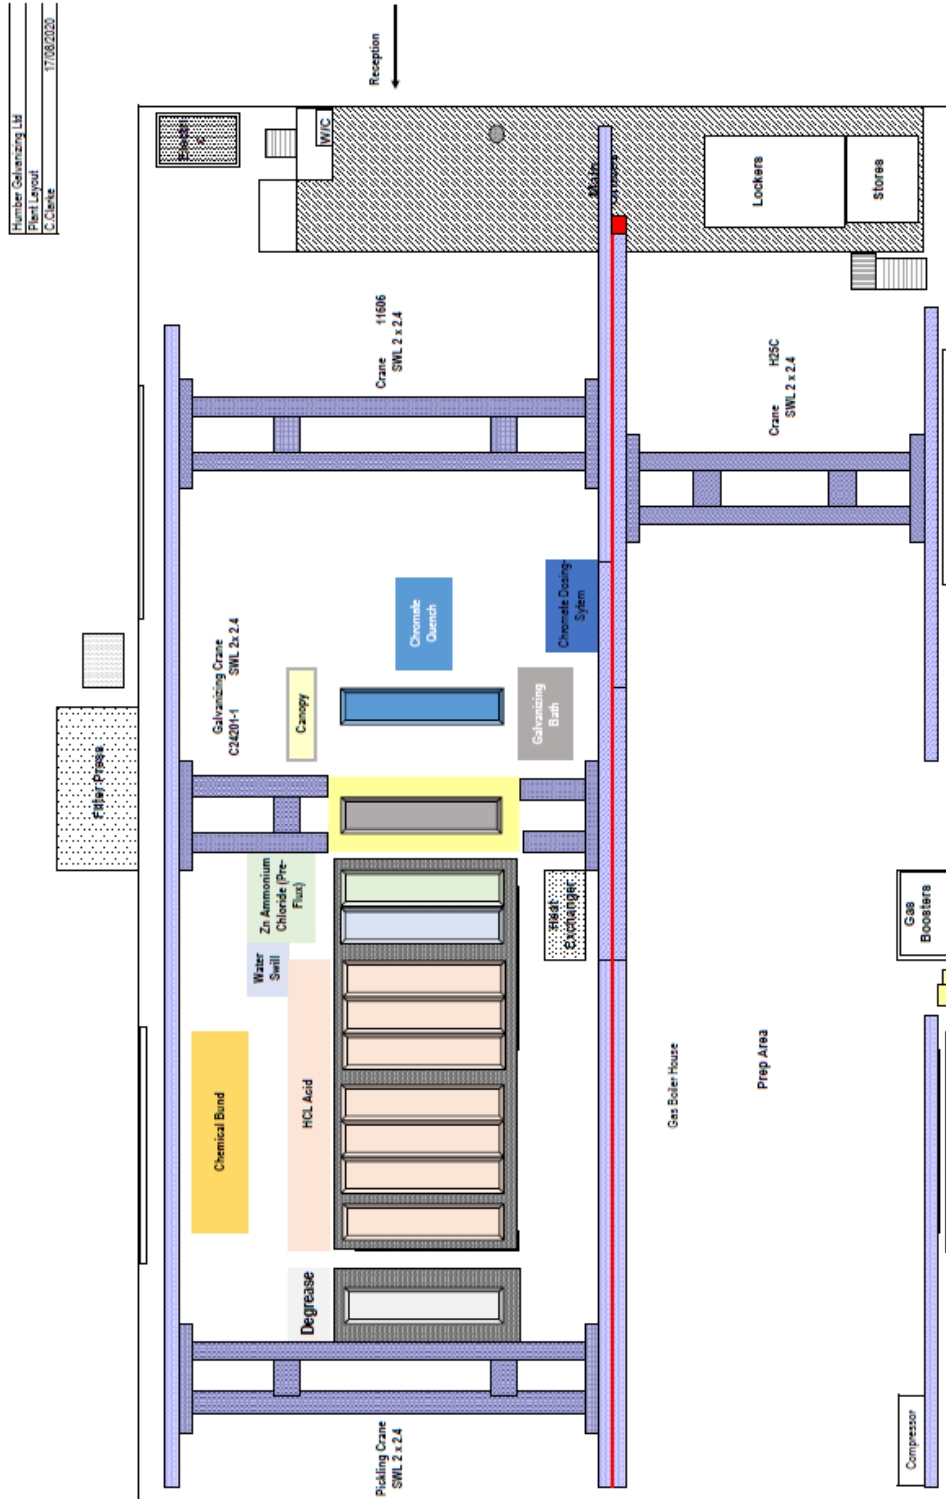 Humber Galvanizing Ltd
Plant Layout
C.Clarke 17/08/2020
Reception
Electri
c
W/C
Main
Lockers
Stores
Crane 11606
SWL 2 x 2.4
Crane H25C
SWL 2 x 2.4
Filter Press
Galvanizing Crane
C24201-1 SWL 2x 2.4
Canopy
Chromate
Quench
Chromate Dosing-
Sytem
Galvanizing
Bath
Zn Ammonium
Chloride (Pre-
Flux)
Water
Swill
Heat
Exchanger
Gas
Boosters
Chemical Bund
HCL Acid
Gas Boiler House
Prep Area
Degrease
Pickling Crane
SWL 2 x 2.4
Compressor